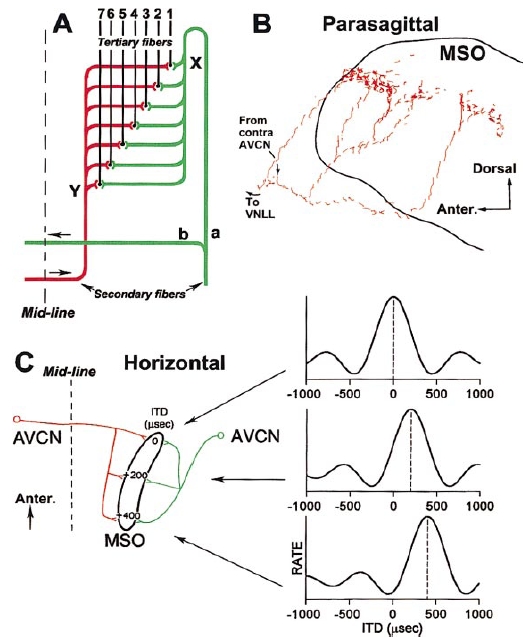 A
7 6 5 4 3 2 1
Tertiary fibers
X
Y
b
a
Secondary fibers
Mid-line
B
Parasagittal
MSO
From
contra
AVCN
To
VNLL
Dorsal
Anter.
C
Horizontal
Mid-line
ITD
(µsec)
AVCN
0
AVCN
+200
+400
Anter.
MSO
-1000 -500 0 500 1000
-1000 -500 0 500 1000
RATE
-1000 -500 0 500 1000
ITD (µsec)